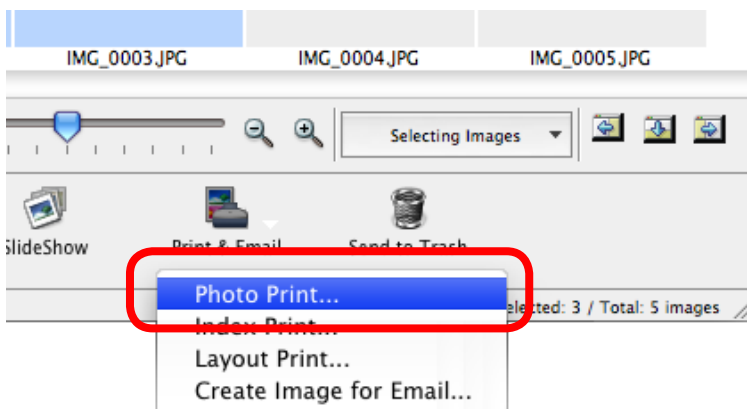 IMG_0003.JPG IMG_0004.JPG IMG_0005.JPG
Selecting Images
SlideShow Print & Email Send to Trash
Photo Print...
elected: 3 / Total: 5 images
Index Print...
Layout Print...
Create Image for Email...